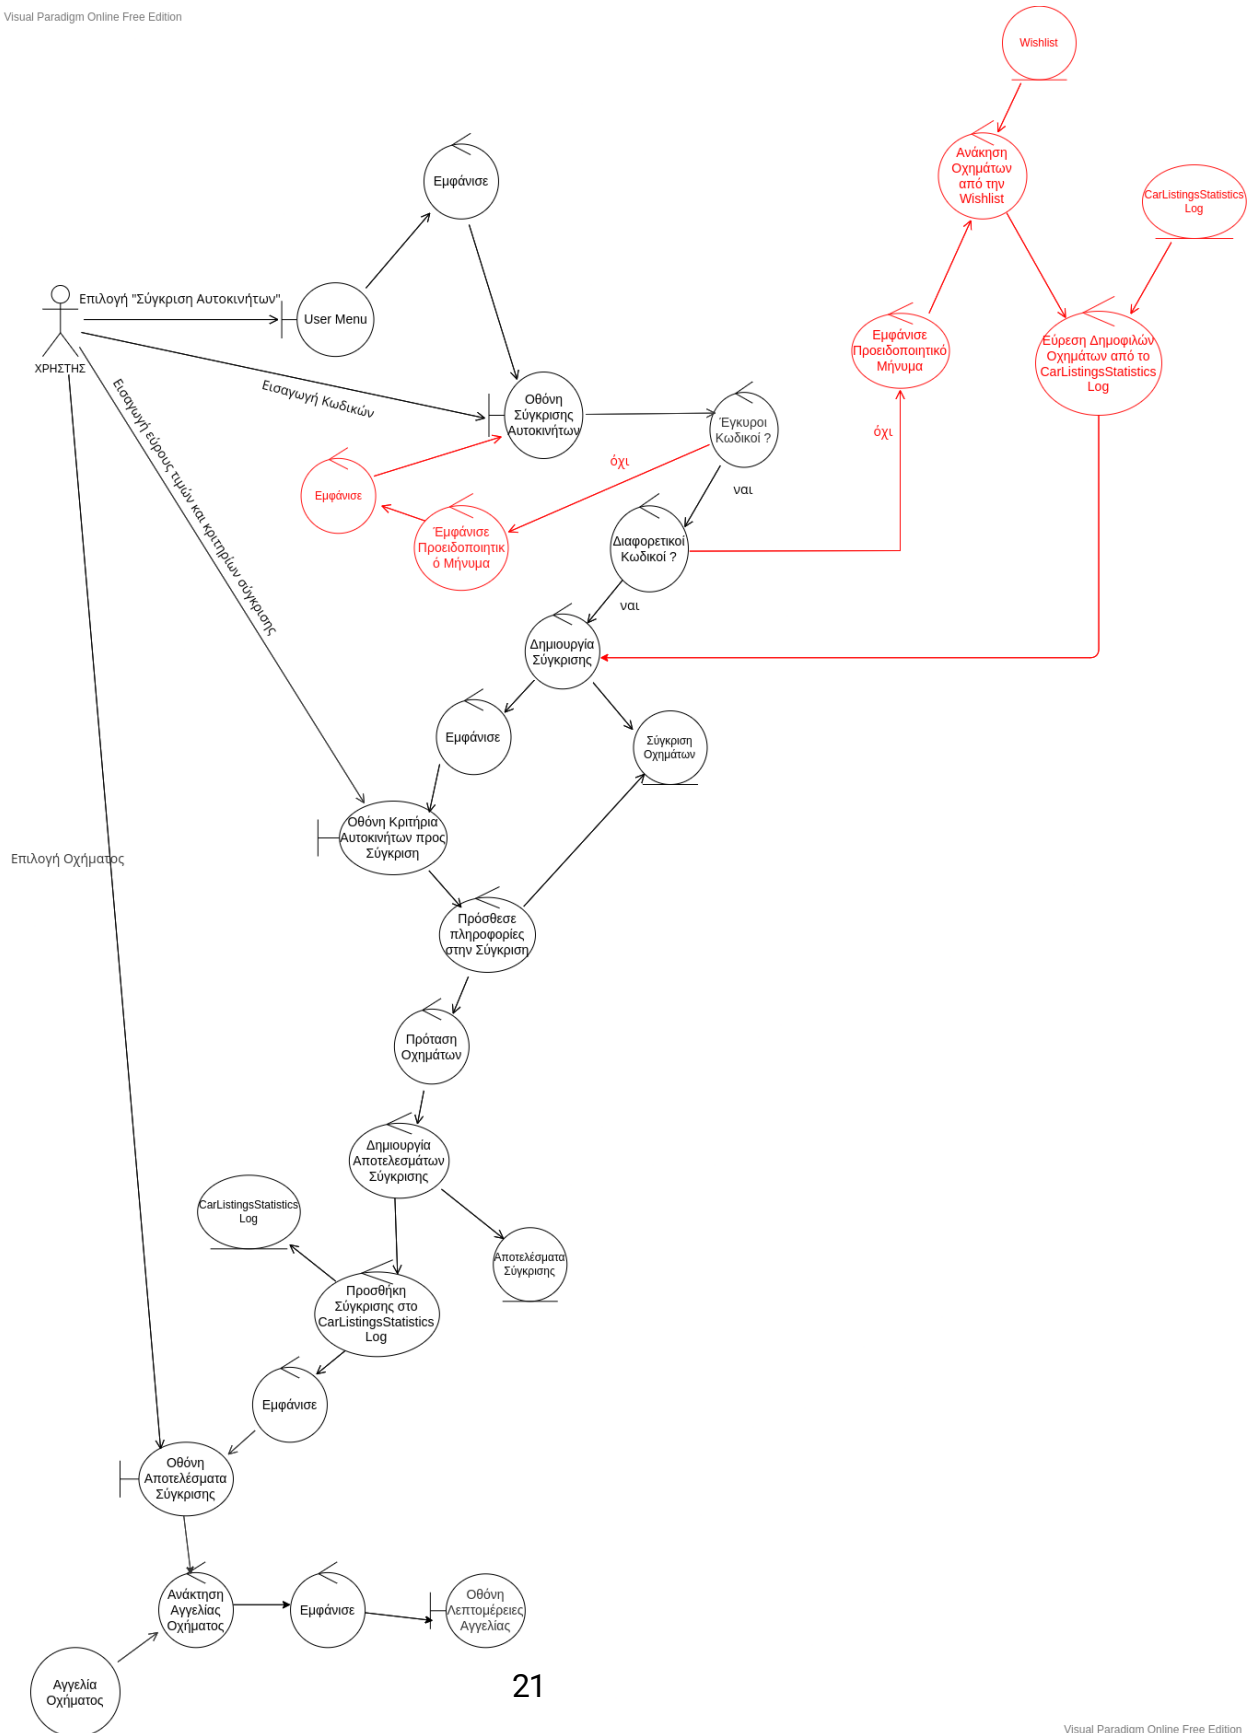 Visual Paradigm Online Free Edition
Wishlist
Ανάκηση
Οχημάτων
από την
Wishlist
CarListingsStatistics
Log
Εμφάνισε
Επιλογή "Σύγκριση Αυτοκινήτων"
User Menu
ΧΡΗΣΤΗΣ
Εμφάνισε
Προειδοποιητικό
Μήνυμα
Εύρεση Δημοφιλών
Οχημάτων από το
CarListingsStatistics
Log
Εισαγωγή Κωδικών
Οθόνη
Σύγκρισης
Αυτοκινήτων
Έγκυροι
Κωδικοί ?
όχι
όχι
ναι
Εισαγωγή εύρους τιμών και κριτηρίων σύγκρισης
Εμφάνισε
Έμφάνισε
Προειδοποιητικ
ό Μήνυμα
Διαφορετικοί
Κωδικοί ?
ναι
Δημιουργία
Σύγκρισης
Εμφάνισε
Σύγκριση
Οχημάτων
Οθόνη Κριτήρια
Αυτοκινήτων προς
Σύγκριση
Επιλογή Οχήματος
Πρόσθεσε
πληροφορίες
στην Σύγκριση
Πρόταση
Οχημάτων
Δημιουργία
Αποτελεσμάτων
Σύγκρισης
CarListingsStatistics
Log
Αποτελέσματα
Σύγκρισης
Προσθήκη
Σύγκρισης στο
CarListingsStatistics
Log
Εμφάνισε
Οθόνη
Αποτελέσματα
Σύγκρισης
Ανάκτηση
Αγγελίας
Οχήματος
Εμφάνισε
Οθόνη
Λεπτομέρειες
Αγγελίας
Αγγελία
Οχήματος
21
Visual Paradigm Online Free Edition